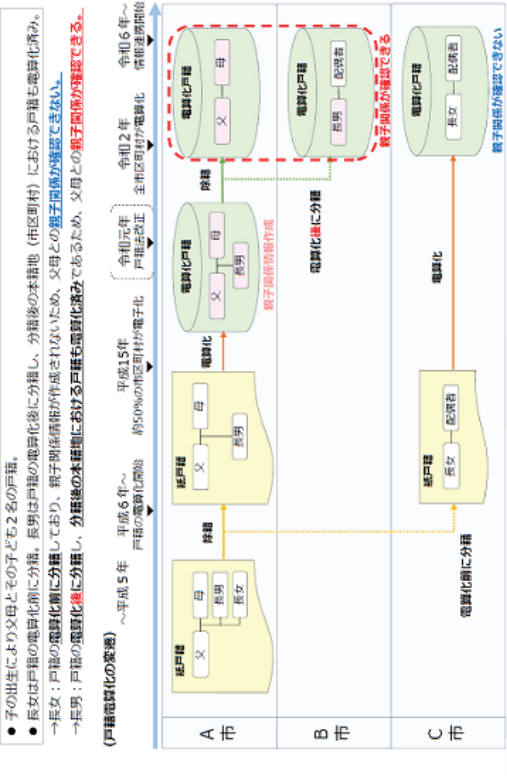 ● 子の出生により父母とその子ども2名の戸籍。
● 長女は戸籍の電算化前に分籍。長男は戸籍の電算化後に分籍し、分籍後の本籍地（市区町村）における戸籍も電算化済み。
→長女：戸籍の電算化前に分籍しており、親子関係情報が作成されないため、父母との親子関係が確認できない。
→長男：戸籍の電算化後に分籍し、分籍後の本籍地における戸籍も電算化済みであるため、父母との親子関係が確認できる。
(戸籍電算化の変遷)
～平成5年
平成6年～
戸籍の電算化開始
平成15年
約50%の市区町村が電子化
令和元年
戸籍法改正
令和2年
全市区町村が電算化
令和6年～
情報連携開始
A市
紙戸籍
父
母
長男
長女
除籍
紙戸籍
父
母
長男
電算化
電算化戸籍
父
母
長男
親子関係情報作成
除籍
電算化戸籍
父
母
B市
電算化後に分籍
電算化戸籍
長男
配偶者
親子関係が確認できる
C市
電算化前に分籍
紙戸籍
長女
配偶者
電算化
電算化戸籍
長女
配偶者
親子関係が確認できない